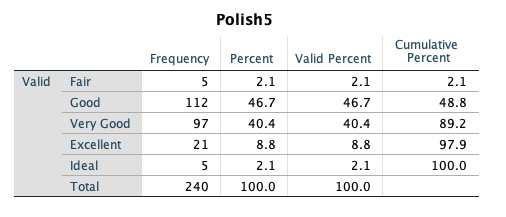 Polish5
Frequency Percent Valid Percent Cumulative Percent
Valid Fair 5 2.1 2.1 2.1
Good 112 46.7 46.7 48.8
Very Good 97 40.4 40.4 89.2
Excellent 21 8.8 8.8 97.9
Ideal 5 2.1 2.1 100.0
Total 240 100.0 100.0